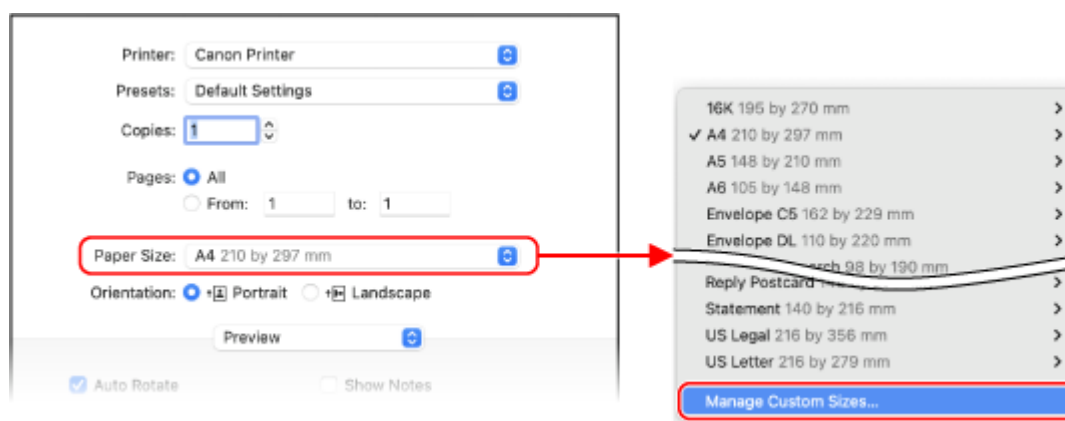 Printer: Canon Printer
Presets: Default Settings
Copies: 1
Pages: All
From: 1 to: 1
Paper Size: A4 210 by 297 mm
Orientation: Portrait Landscape
Preview
Auto Rotate Show Notes
16K 195 by 270 mm
✓ A4 210 by 297 mm
A5 148 by 210 mm
A6 105 by 148 mm
Envelope C5 162 by 229 mm
Envelope DL 110 by 220 mm
98 by 190 mm
Reply Postcard
Statement 140 by 216 mm
US Legal 216 by 356 mm
US Letter 216 by 279 mm
Manage Custom Sizes...